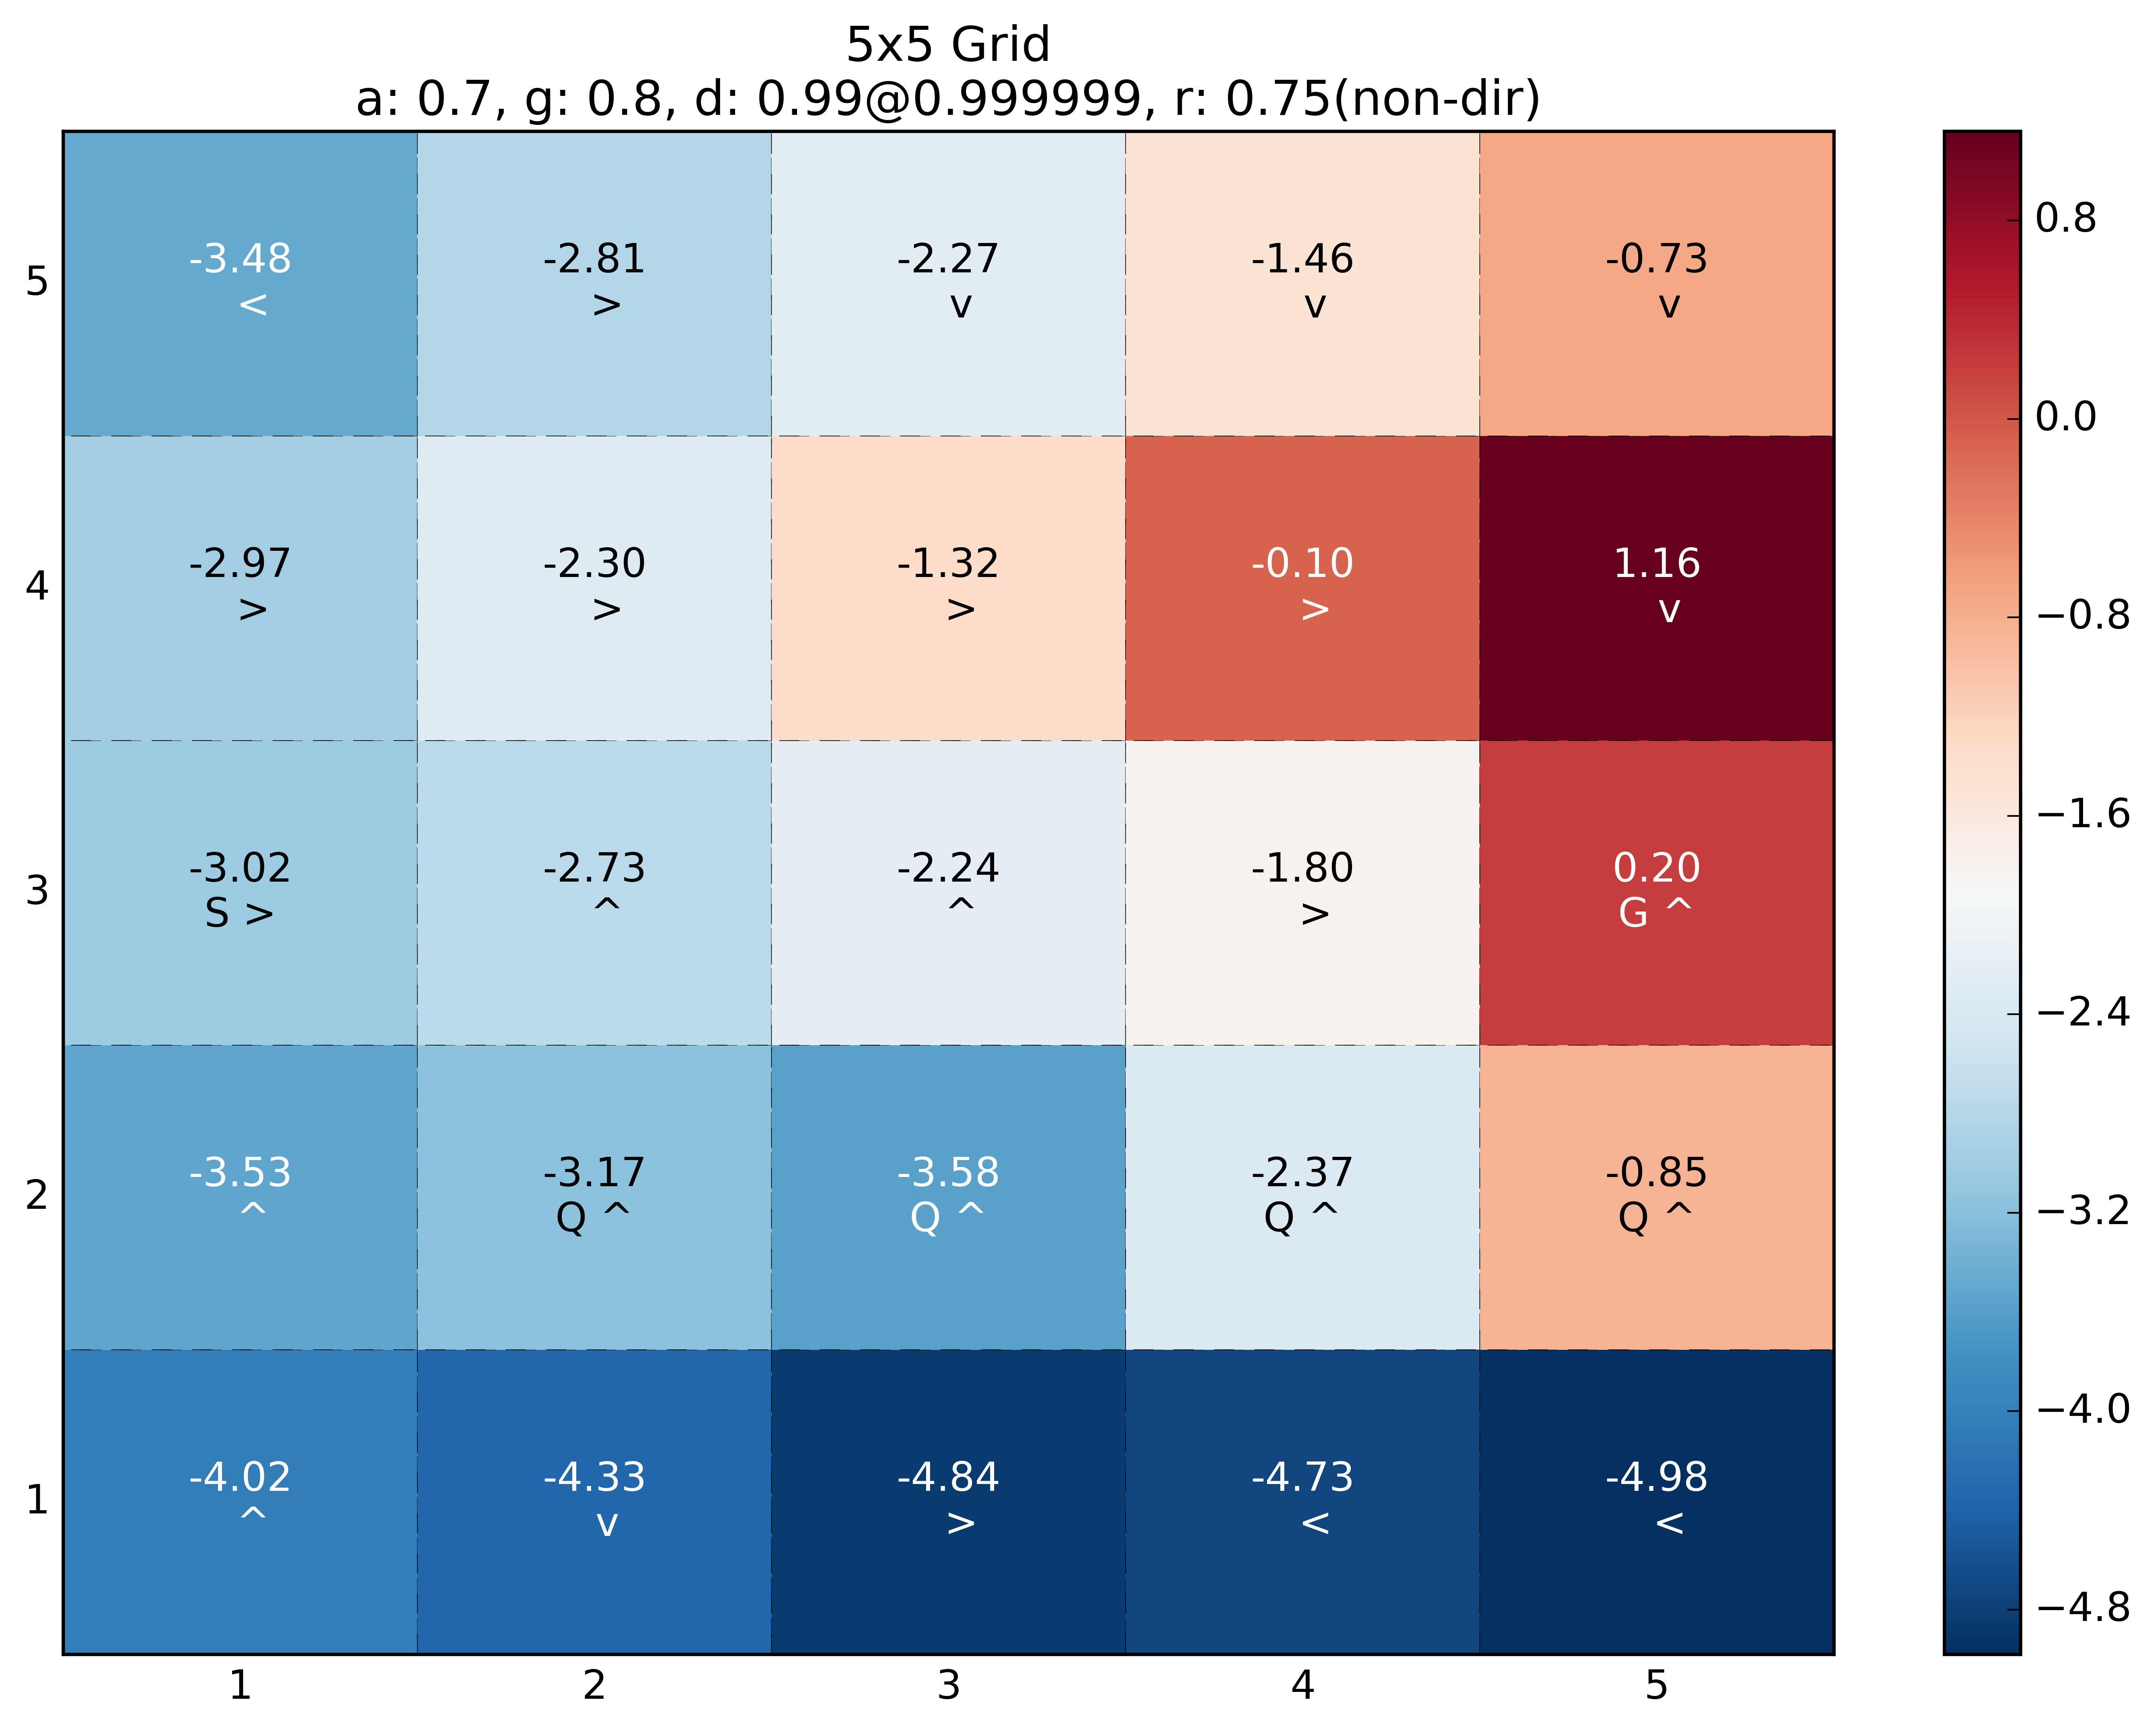 5x5 Grid
a: 0.7, g: 0.8, d: 0.99@0.999999, r: 0.75(non-dir)
5
-3.48 -2.81 -2.27 -1.46 -0.73
< > v v v
4
-2.97 -2.30 -1.32 -0.10 1.16
> > > > v
3
-3.02 -2.73 -2.24 -1.80 0.20
S > ^ ^ > G ^
2
-3.53 -3.17 -3.58 -2.37 -0.85
^ Q ^ Q ^ Q ^ Q ^
1
-4.02 -4.33 -4.84 -4.73 -4.98
^ v > < <
1 2 3 4 5
0.8
0.0
−0.8
−1.6
−2.4
−3.2
−4.0
−4.8